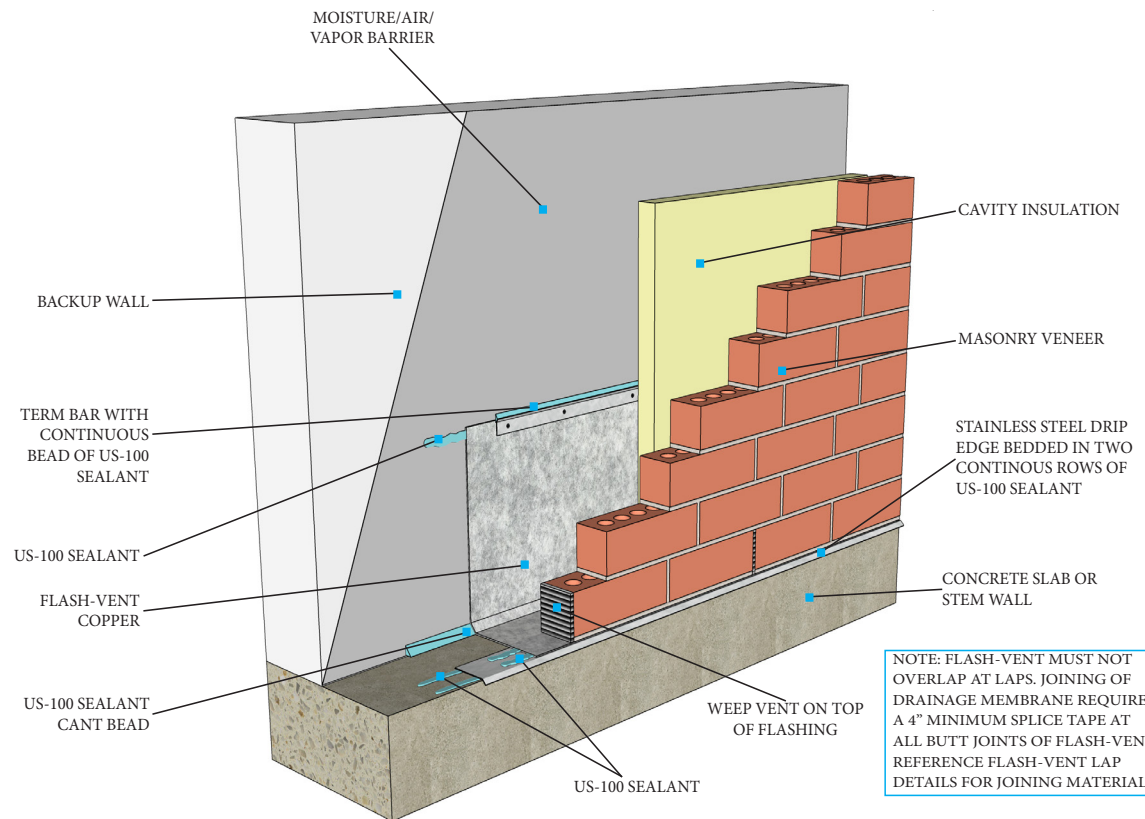 MOISTURE/AIR/
VAPOR BARRIER
CAVITY INSULATION
BACKUP WALL
MASONRY VENEER
TERM BAR WITH
CONTINUOUS
BEAD OF US-100
SEALANT
STAINLESS STEEL DRIP
EDGE BEDDED IN TWO
CONTINOUS ROWS OF
US-100 SEALANT
US-100 SEALANT
FLASH-VENT
COPPER
CONCRETE SLAB OR
STEM WALL
US-100 SEALANT
CANT BEAD
WEEP VENT ON TOP
OF FLASHING
US-100 SEALANT
NOTE: FLASH-VENT MUST NOT
OVERLAP AT LAPS. JOINING OF
DRAINAGE MEMBRANE REQUIRE
A 4” MINIMUM SPLICE TAPE AT
ALL BUTT JOINTS OF FLASH-VEN
REFERENCE FLASH-VENT LAP
DETAILS FOR JOINING MATERIAL